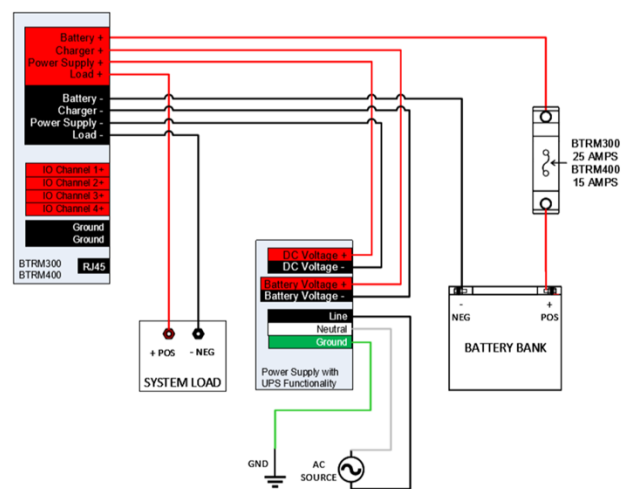 Battery +
Charger +
Power Supply +
Load +
Battery -
Charger -
Power Supply -
Load -
IO Channel 1+
IO Channel 2+
IO Channel 3+
IO Channel 4+
Ground
Ground
BTRM300
BTRM400
RJ45
BTRM300
25 AMPS
BTRM400
15 AMPS
DC Voltage +
DC Voltage -
Battery Voltage +
Battery Voltage -
Line
Neutral
Ground
Power Supply with
UPS Functionality
+ POS
- NEG
SYSTEM LOAD
-
NEG
+
POS
BATTERY BANK
GND
AC
SOURCE